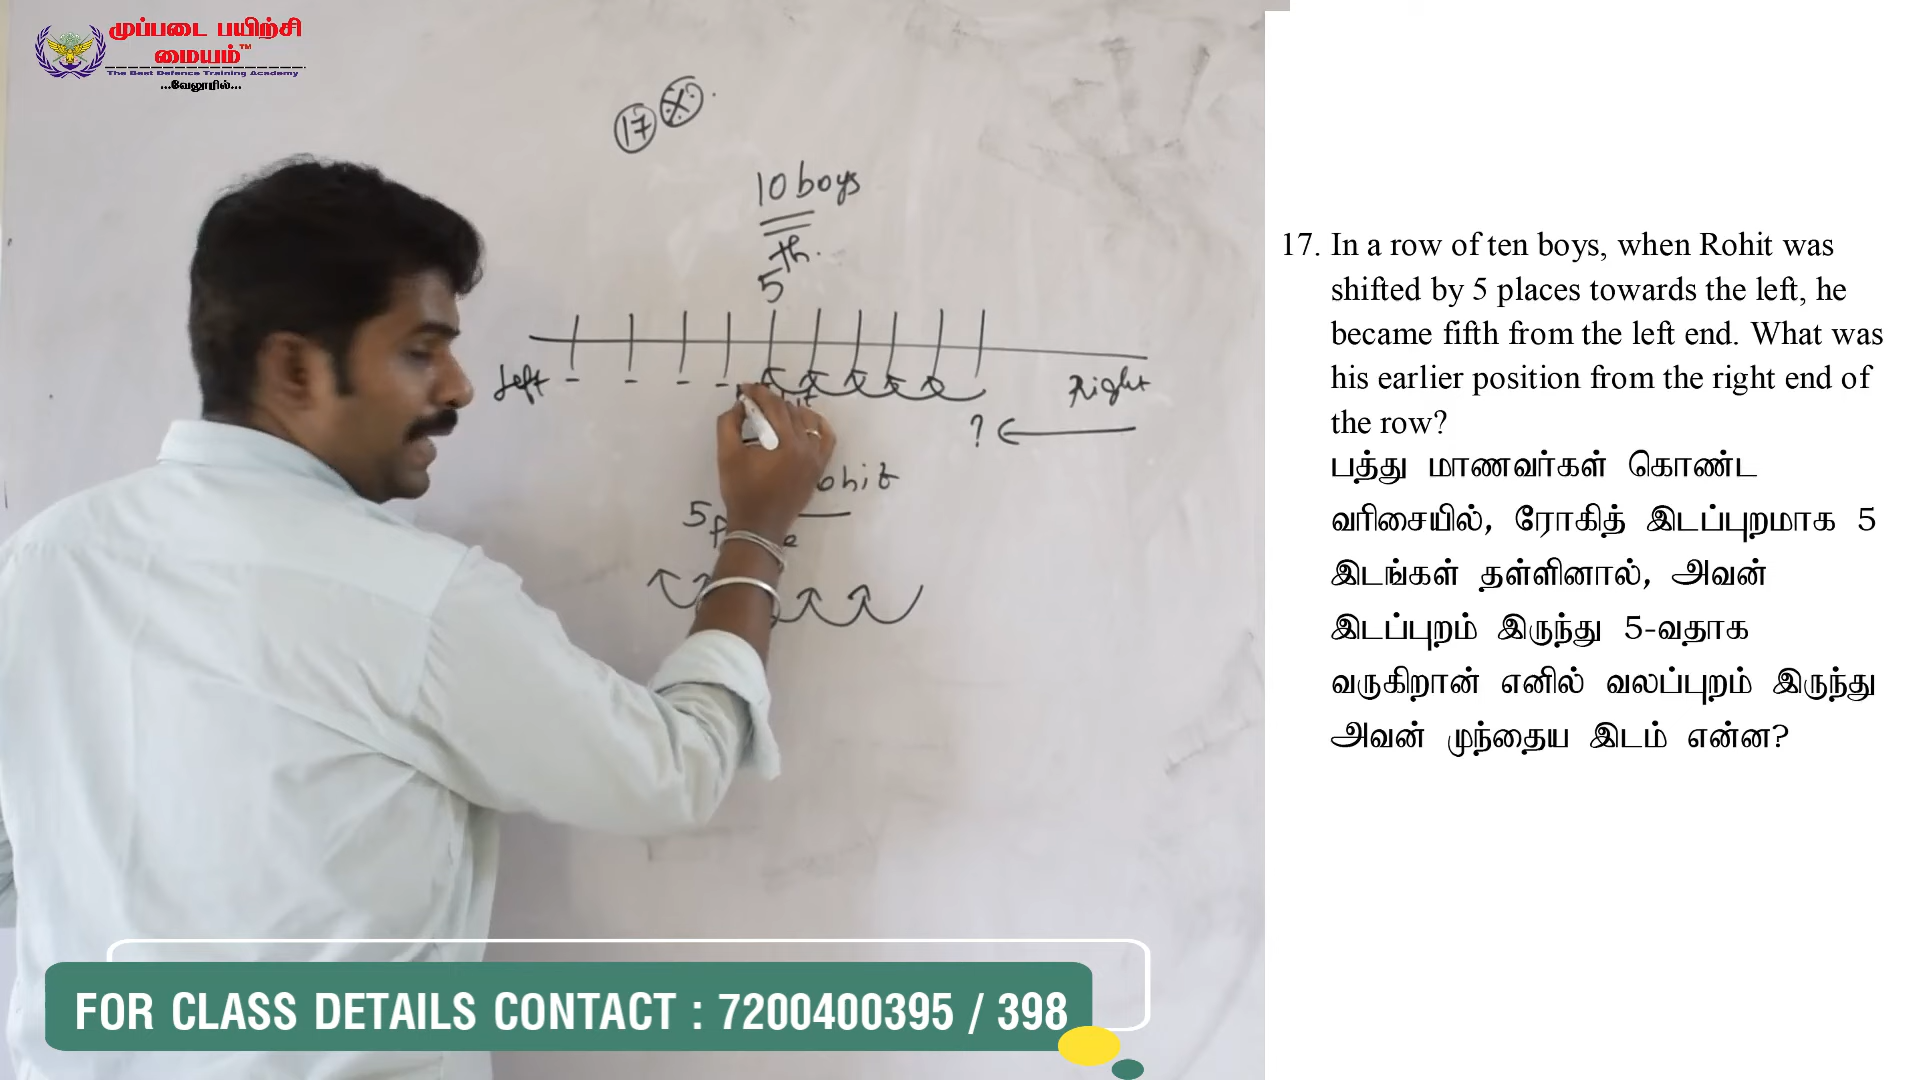 முப்படை பயிற்சி
மையம்™
The Best Defence Training Academy
...வேலூரில்...
17
10 boys
th.
5
Left
Right
?
FOR CLASS DETAILS CONTACT : 7200400395 / 398
17. In a row of ten boys, when Rohit was
shifted by 5 places towards the left, he
became fifth from the left end. What was
his earlier position from the right end of
the row?
பத்து மாணவர்கள் கொண்ட
வரிசையில், ரோகித் இடப்புறமாக 5
இடங்கள் தள்ளினால், அவன்
இடப்புறம் இருந்து 5-வதாக
வருகிறான் எனில் வலப்புறம் இருந்து
அவன் முந்தைய இடம் என்ன?